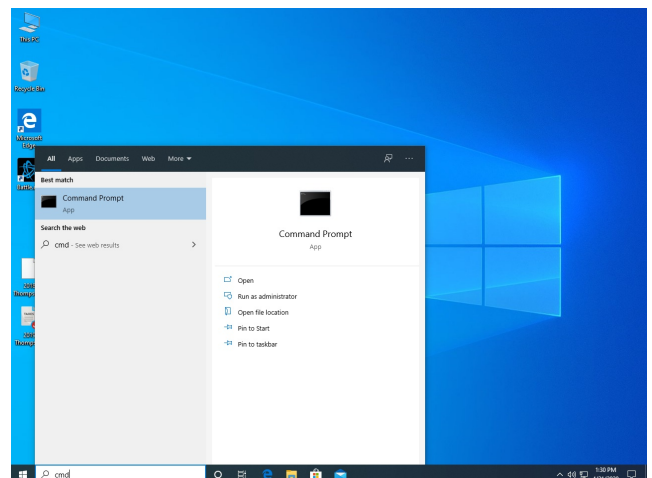 This PC
Recycle Bin
Microsoft
Edge
All Apps Documents Web More
Best match
Command Prompt
App
Search the web
cmd - See web results
Command Prompt
App
Open
Run as administrator
Open file location
Pin to Start
Pin to taskbar
cmd
1:30 PM